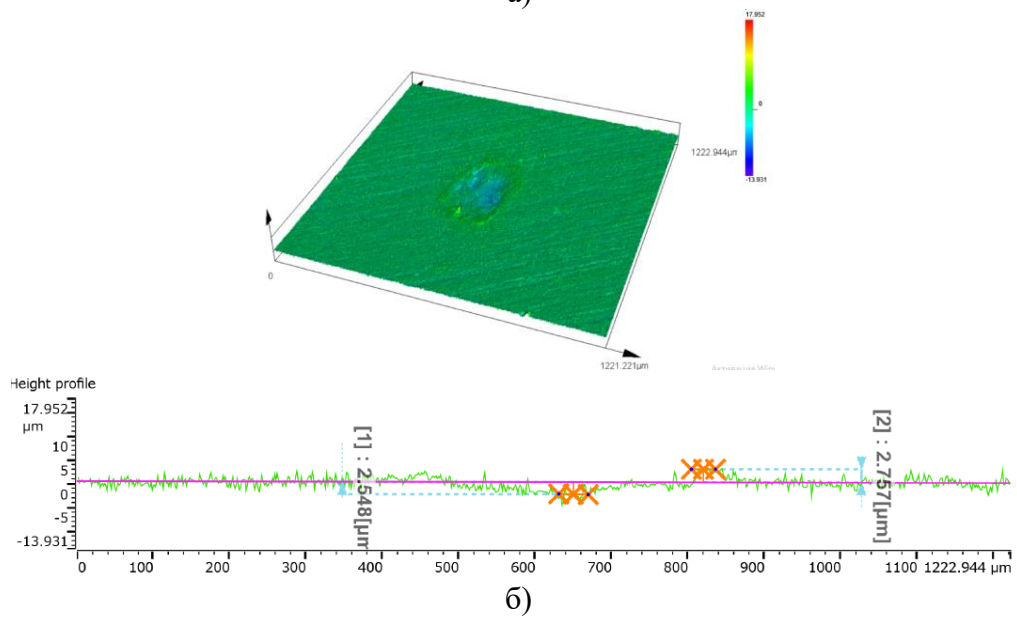 а)
17.952
0
-13.931
1222.944µm
0
1221.221µm
Height profile
17.952
µm
10
5
0
-5
-13.931
[1] : 2.548[µm
[2] : 2.757[µm]
0 100 200 300 400 500 600 700 800 900 1000 1100 1222.944 µm
б)